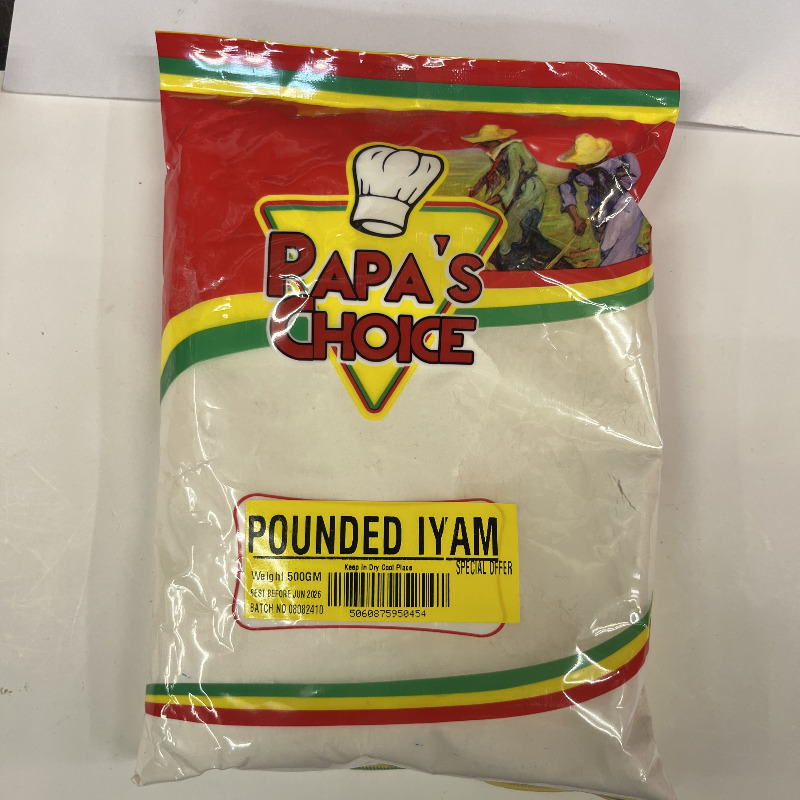 PAPA'S
CHOICE
POUNDED IYAM
Keep In Dry Cool Place
SPECIAL OFFER
Weight 500GM
BEST BEFORE JUN 2026
BATCH NO 08082410
5060875950454